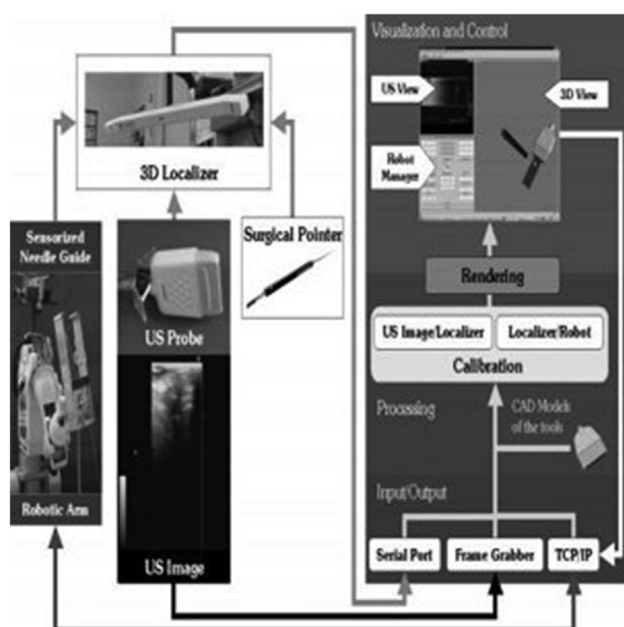 Visualization and Control
US View
3D View
Robot
Manager
3D Localizer
Sensorized
Needle Guide
Surgical Pointer
US Probe
Rendering
US Image/Localizer
Localizer/Robot
Calibration
Processing
CAD Models
of the tools
Input/Output
Robotic Arm
US Image
Serial Port
Frame Grabber
TCP/IP